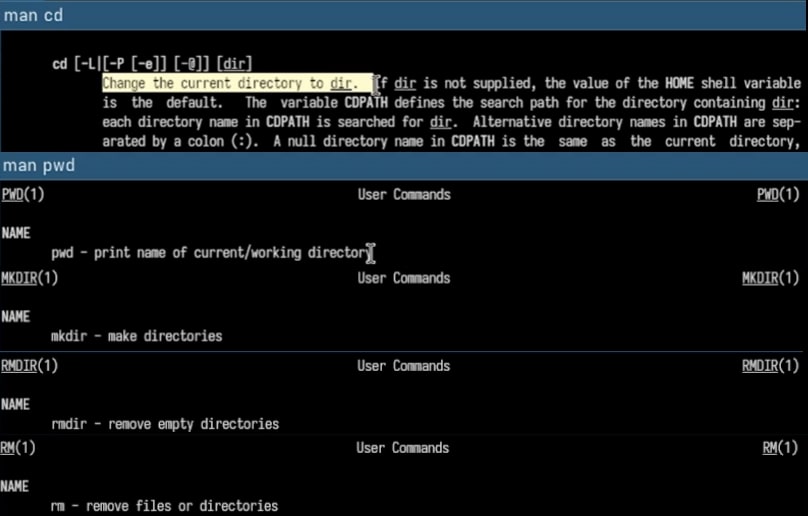 man cd
cd [-L|[-P [-e]] [-@]] [dir]
Change the current directory to dir. If dir is not supplied, the value of the HOME shell variable
is the default. The variable CDPATH defines the search path for the directory containing dir:
each directory name in CDPATH is searched for dir. Alternative directory names in CDPATH are sep-
arated by a colon (:). A null directory name in CDPATH is the same as the current directory,
man pwd
PWD(1) User Commands PWD(1)
NAME
pwd - print name of current/working directory
MKDIR(1) User Commands MKDIR(1)
NAME
mkdir - make directories
RMDIR(1) User Commands RMDIR(1)
NAME
rmdir - remove empty directories
RM(1) User Commands RM(1)
NAME
rm - remove files or directories